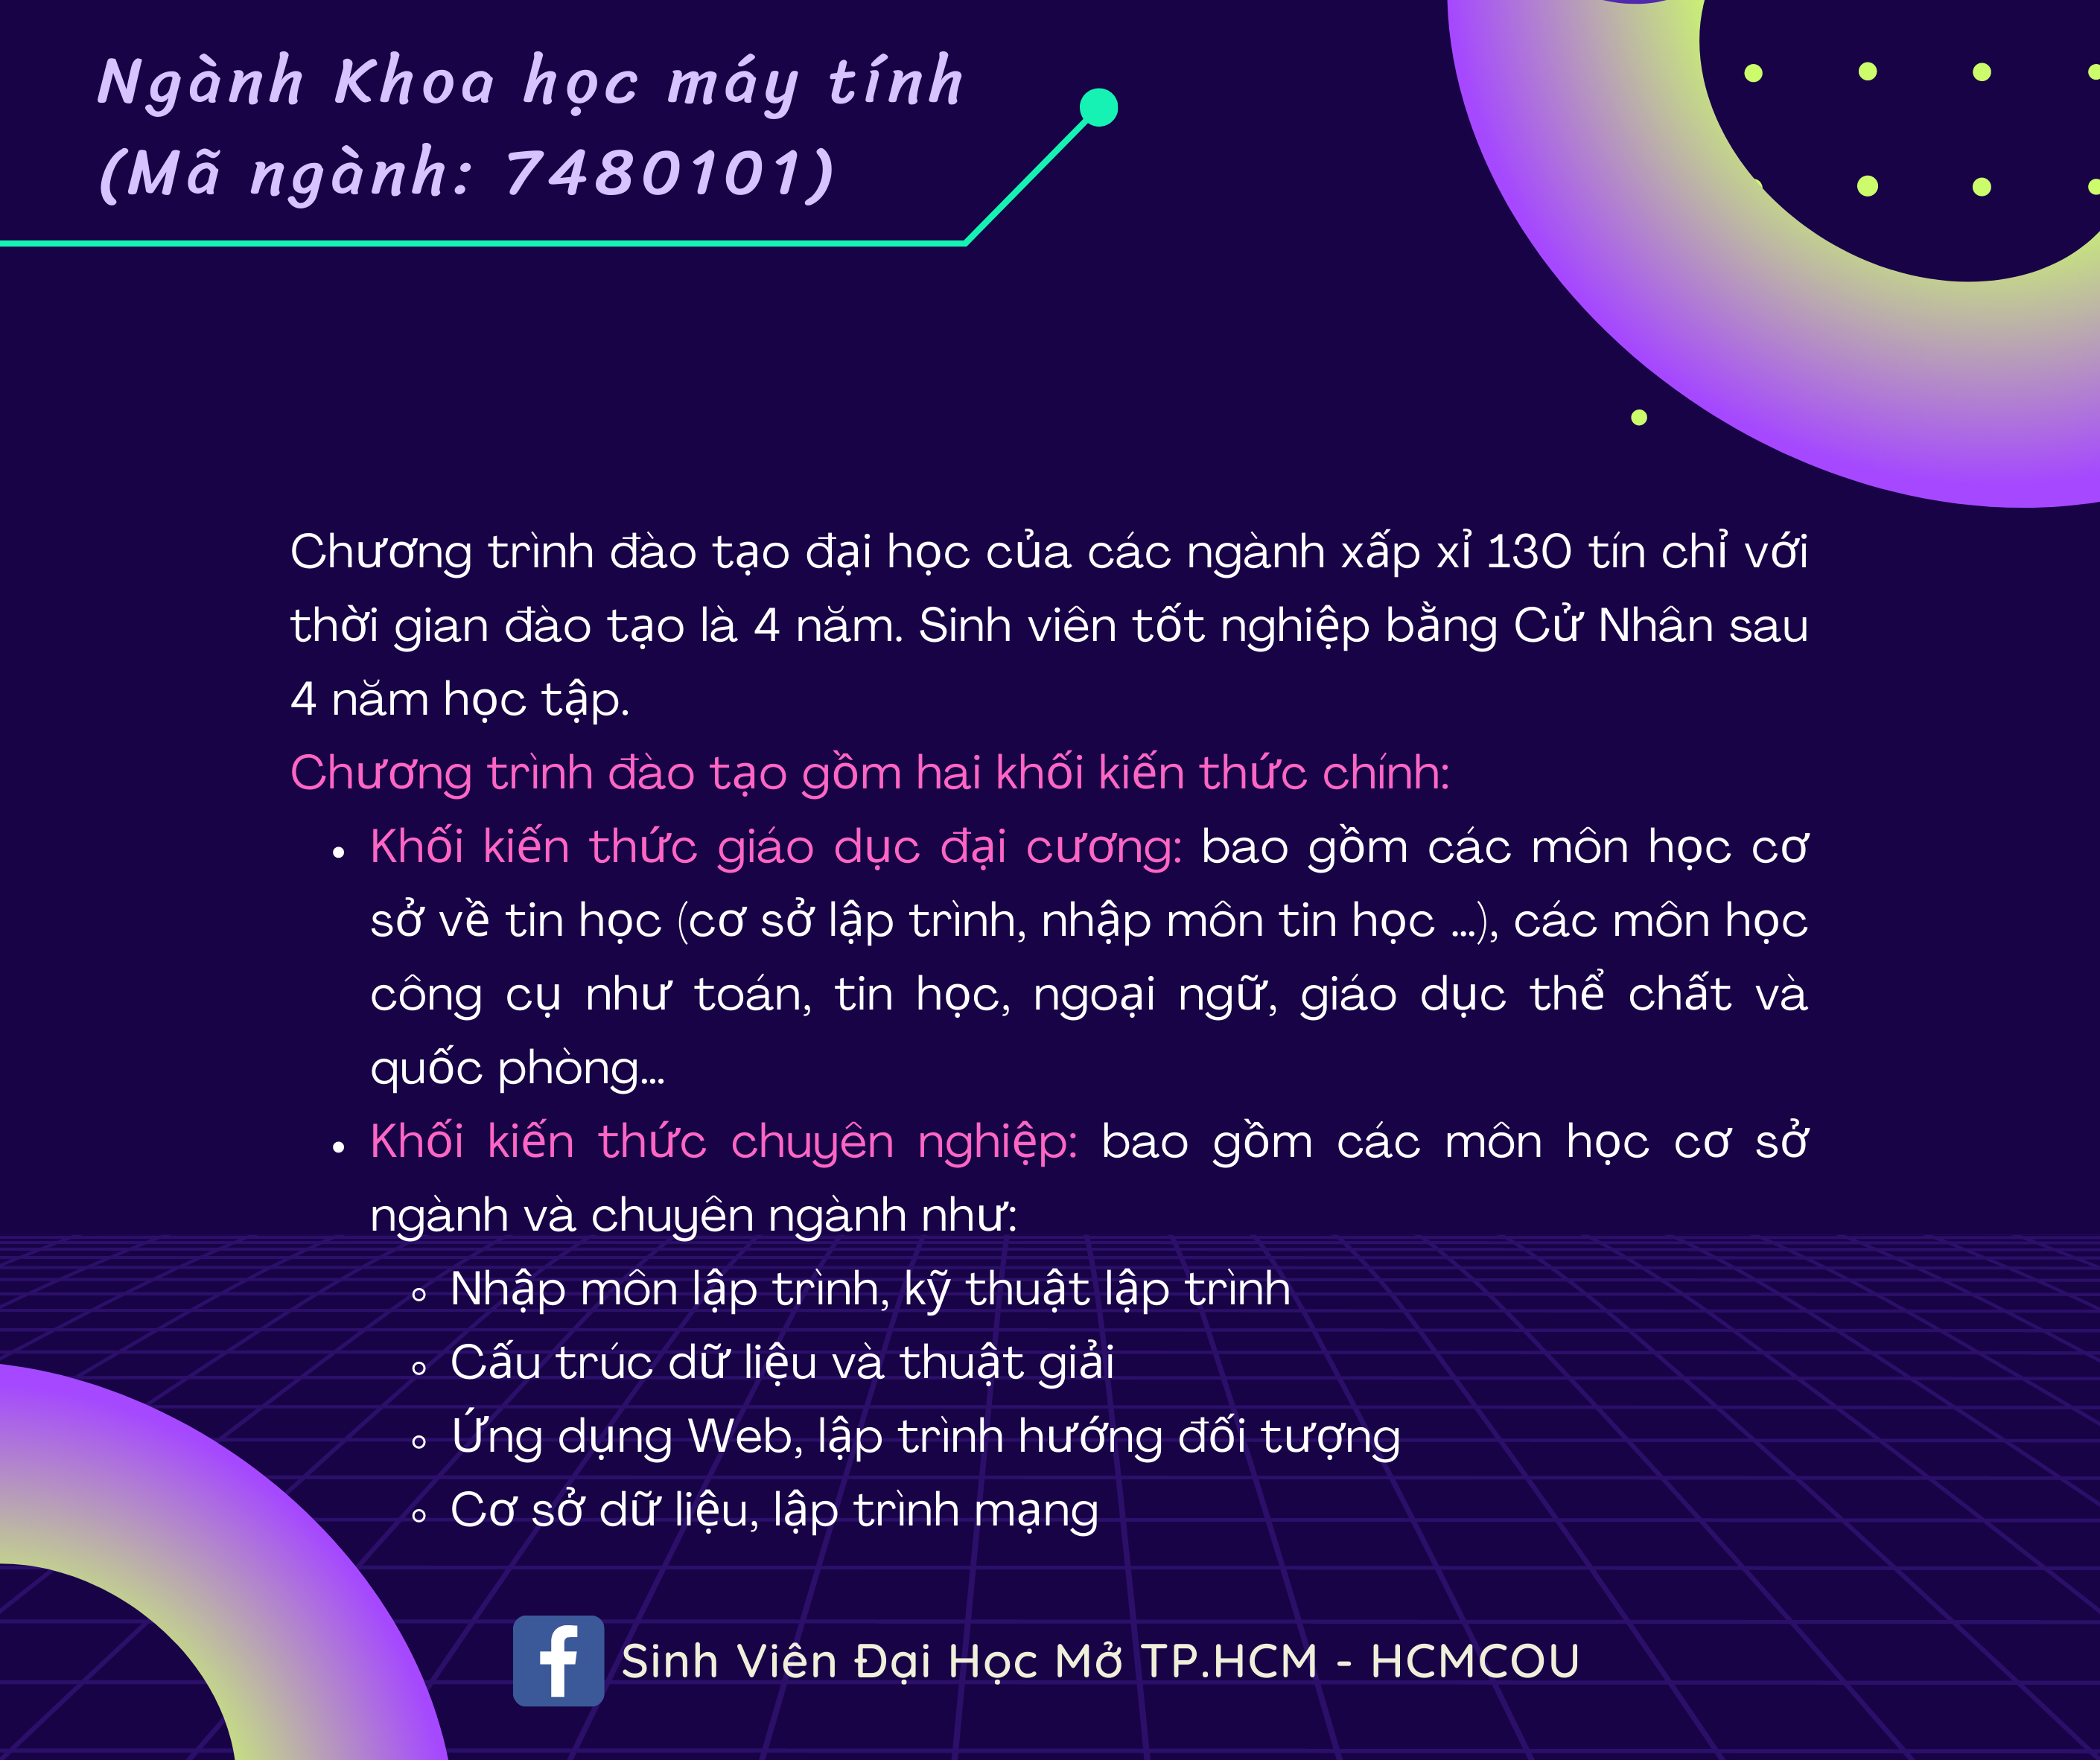 Ngành Khoa học máy tính
(Mã ngành: 7480101)
Chương trình đào tạo đại học của các ngành xấp xỉ 130 tín chỉ với
thời gian đào tạo là 4 năm. Sinh viên tốt nghiệp bằng Cử Nhân sau
4 năm học tập.
Chương trình đào tạo gồm hai khối kiến thức chính:
• Khối kiến thức giáo dục đại cương: bao gồm các môn học cơ
sở về tin học (cơ sở lập trình, nhập môn tin học ...), các môn học
công cụ như toán, tin học, ngoại ngữ, giáo dục thể chất và
quốc phòng...
• Khối kiến thức chuyên nghiệp: bao gồm các môn học cơ sở
ngành và chuyên ngành như:
◦ Nhập môn lập trình, kỹ thuật lập trình
◦ Cấu trúc dữ liệu và thuật giải
◦ Ứng dụng Web, lập trình hướng đối tượng
◦ Cơ sở dữ liệu, lập trình mạng
f Sinh Viên Đại Học Mở TP.HCM - HCMCOU